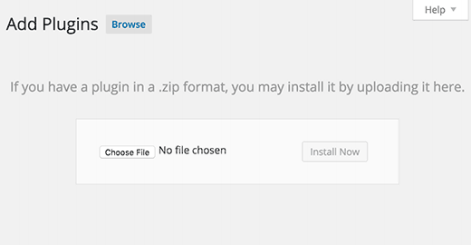 Help
Add Plugins Browse
If you have a plugin in a .zip format, you may install it by uploading it here.
Choose File No file chosen Install Now